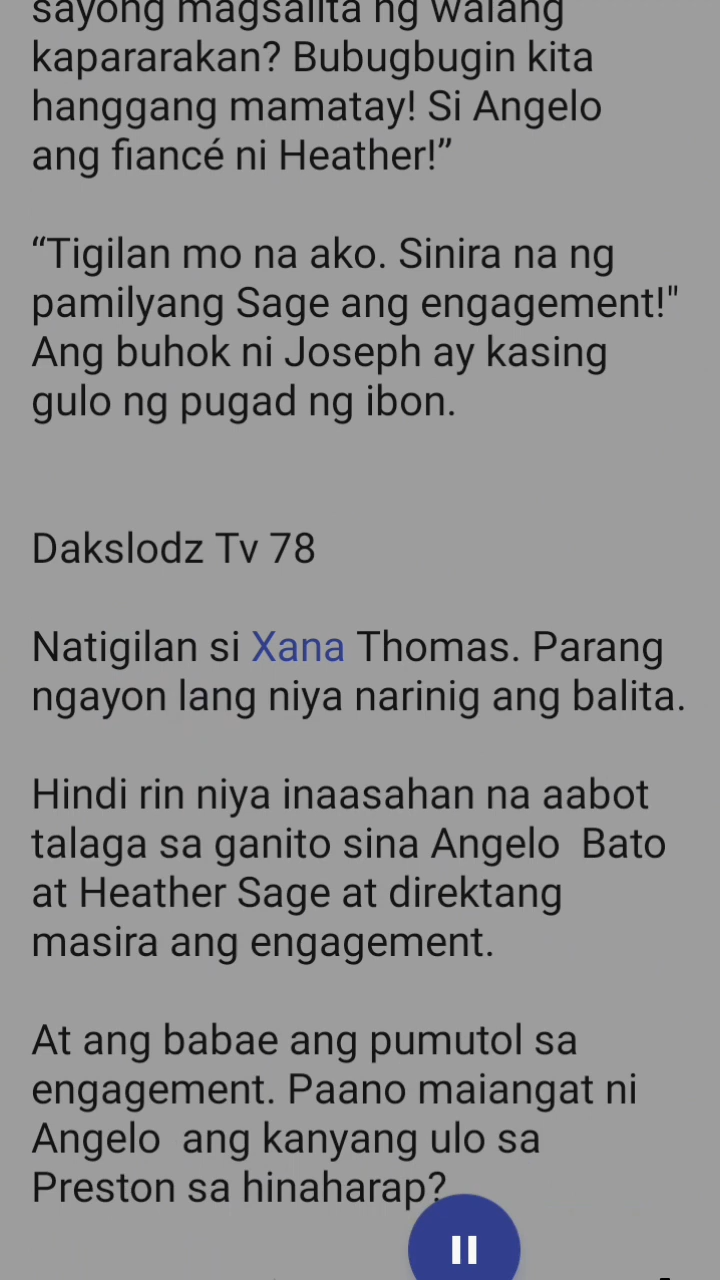 sayong magsalita ng walang
kapararakan? Bubugbugin kita
hanggang mamatay! Si Angelo
ang fiancé ni Heather!”
“Tigilan mo na ako. Sinira na ng
pamilyang Sage ang engagement!"
Ang buhok ni Joseph ay kasing
gulo ng pugad ng ibon.
Dakslodz Tv 78
Natigilan si Xana Thomas. Parang
ngayon lang niya narinig ang balita.
Hindi rin niya inaasahan na aabot
talaga sa ganito sina Angelo  Bato
at Heather Sage at direktang
masira ang engagement.
At ang babae ang pumutol sa
engagement. Paano maiangat ni
Angelo  ang kanyang ulo sa
Preston sa hinaharap?